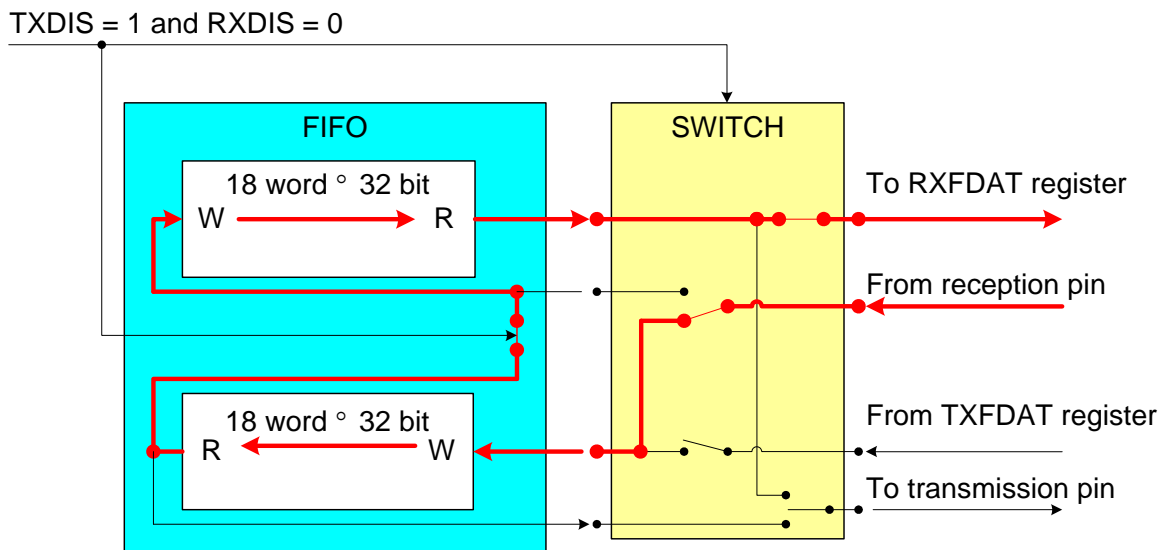 TXDIS = 1 and RXDIS = 0
FIFO
SWITCH
18 word ° 32 bit
W
R
To RXFDAT register
From reception pin
18 word ° 32 bit
R
W
From TXFDAT register
To transmission pin